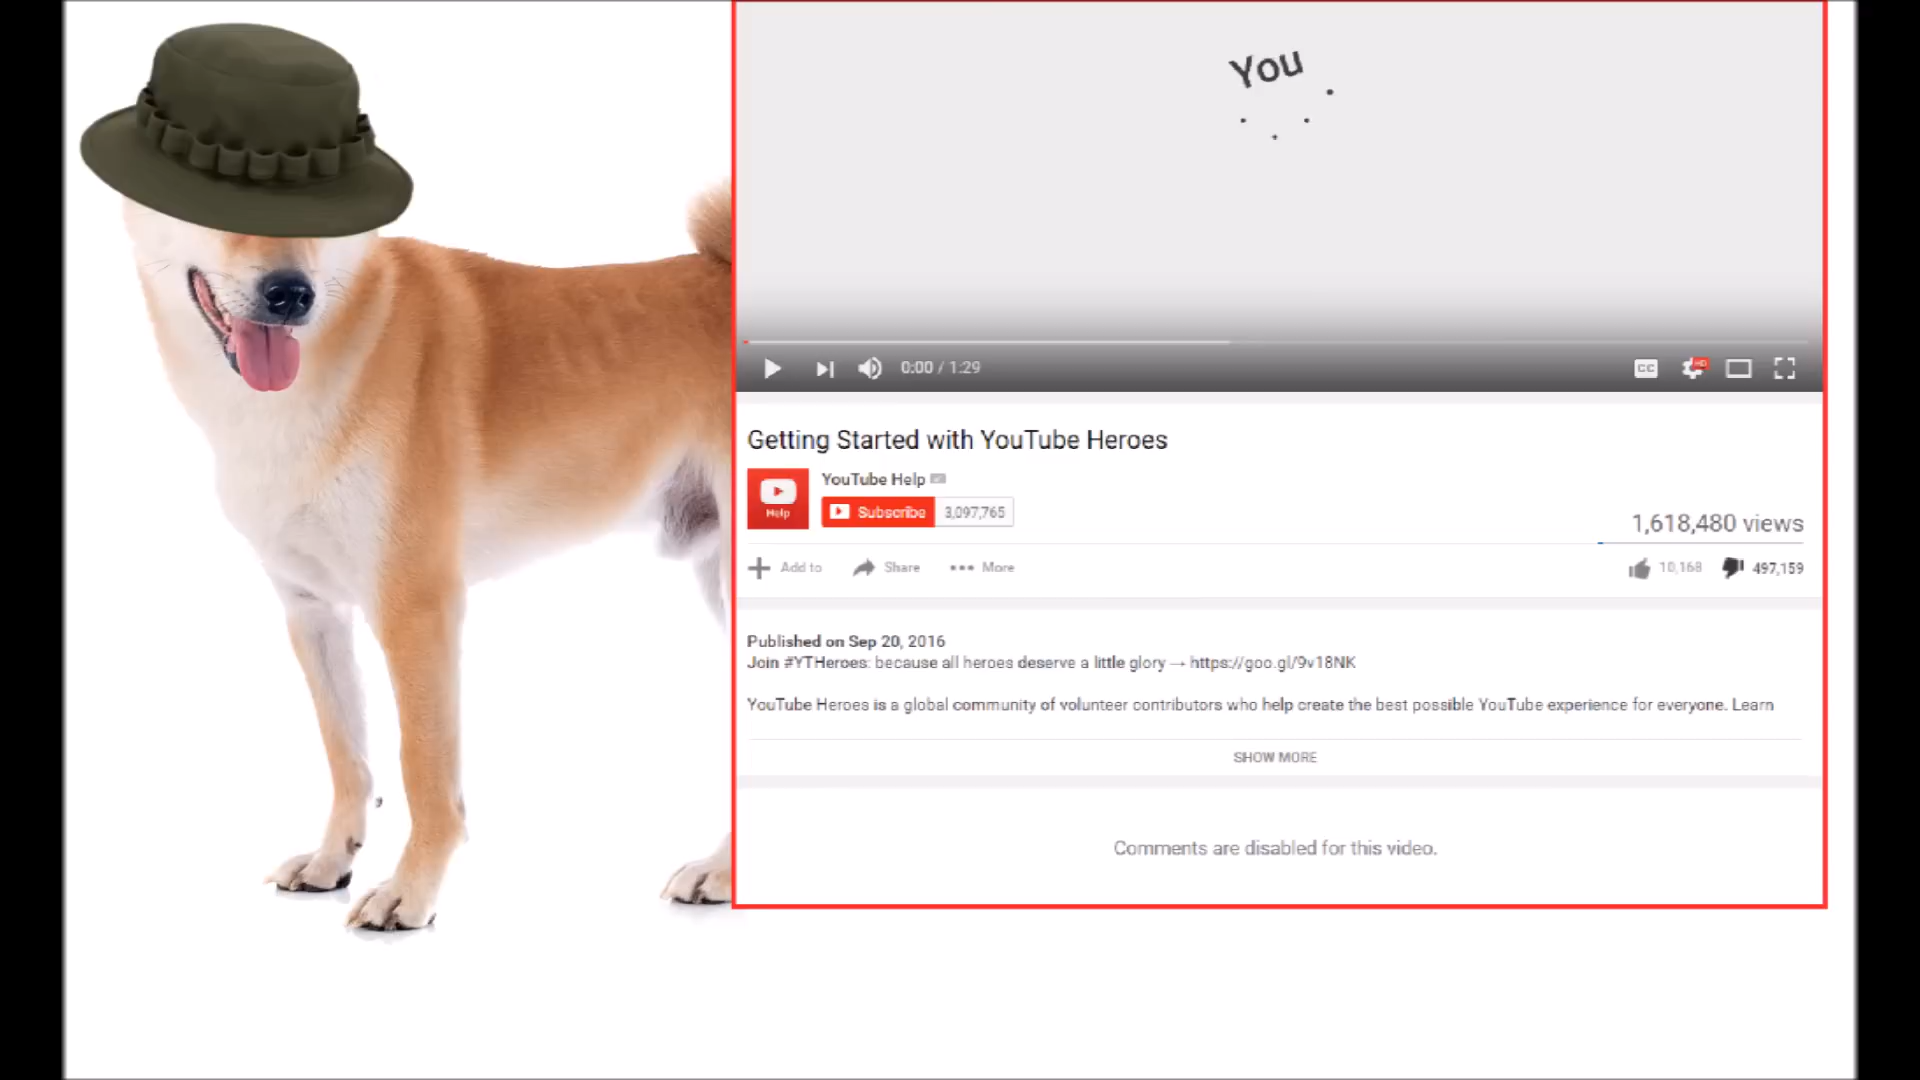 You
0:00 / 1:29
CC
HD
Getting Started with YouTube Heroes
Help
YouTube Help
Subscribe 3,097,765
1,618,480 views
Add to Share More
10,168 497,159
Published on Sep 20, 2016
Join #YTHeroes: because all heroes deserve a little glory → https://goo.gl/9v18NK
YouTube Heroes is a global community of volunteer contributors who help create the best possible YouTube experience for everyone. Learn
SHOW MORE
Comments are disabled for this video.